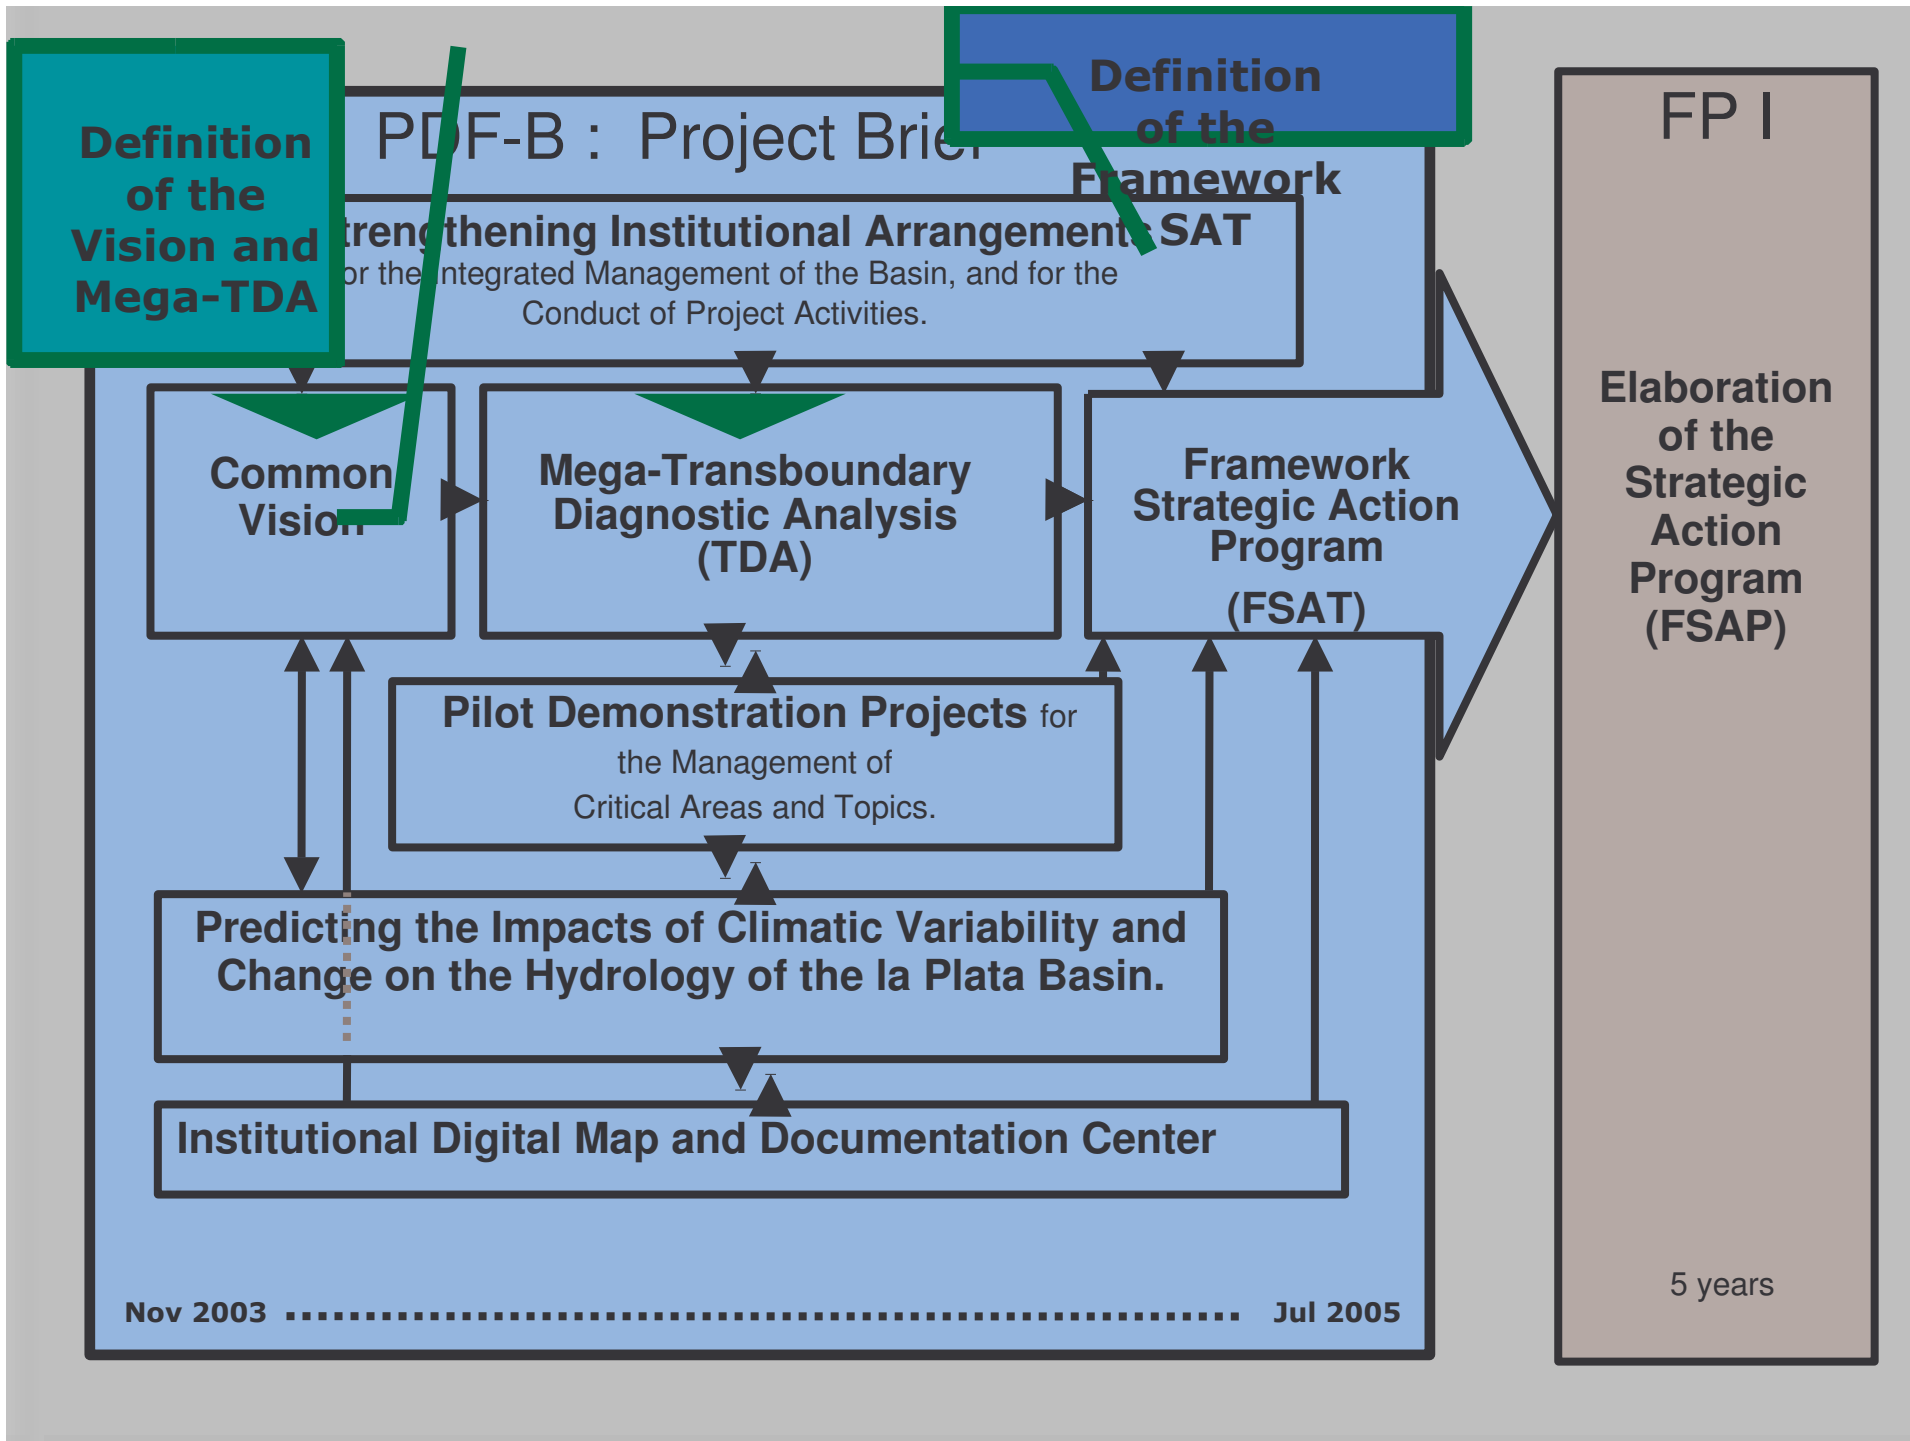 Definition
of the
Vision and
Mega-TDA
Definition
of the
Framework
SAT
PDF-B : Project Brief
trengthening Institutional Arrangements
or the Integrated Management of the Basin, and for the
Conduct of Project Activities.
Common
Vision
Mega-Transboundary
Diagnostic Analysis
(TDA)
Framework
Strategic Action
Program
(FSAT)
Pilot Demonstration Projects for
the Management of
Critical Areas and Topics.
Predicting the Impacts of Climatic Variability and
Change on the Hydrology of the la Plata Basin.
Institutional Digital Map and Documentation Center
Nov 2003
Jul 2005
FP I
Elaboration
of the
Strategic
Action
Program
(FSAP)
5 years